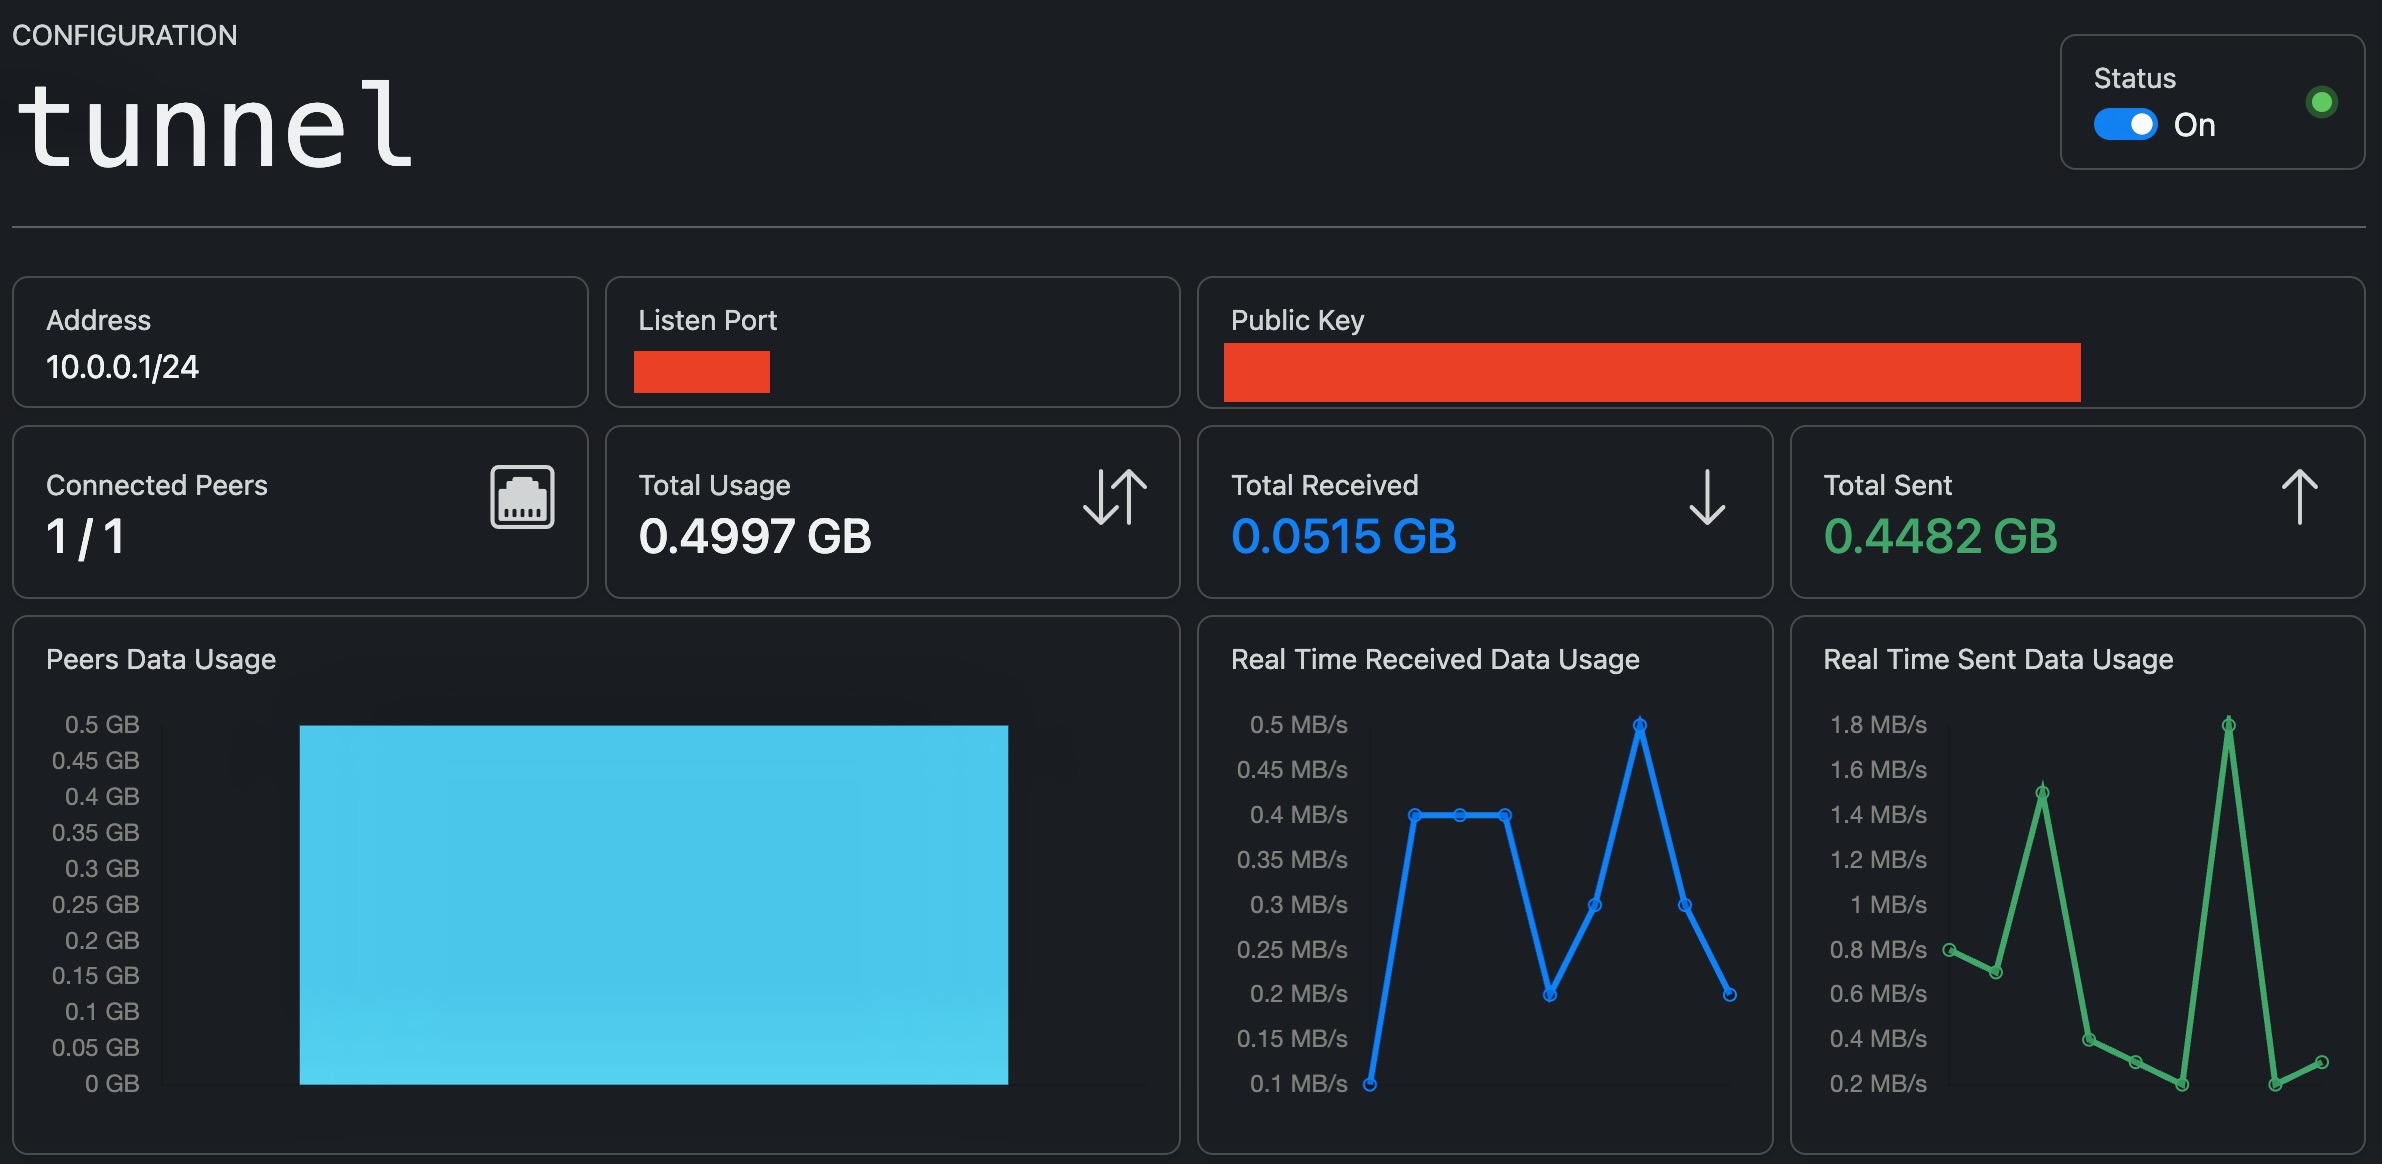 CONFIGURATION
tunnel
Status
On
Address
10.0.0.1/24
Listen Port
Public Key
Connected Peers
1 / 1
Total Usage
0.4997 GB
Total Received
0.0515 GB
Total Sent
0.4482 GB
Peers Data Usage
0.5 GB
0.45 GB
0.4 GB
0.35 GB
0.3 GB
0.25 GB
0.2 GB
0.15 GB
0.1 GB
0.05 GB
0 GB
Real Time Received Data Usage
0.5 MB/s
0.45 MB/s
0.4 MB/s
0.35 MB/s
0.3 MB/s
0.25 MB/s
0.2 MB/s
0.15 MB/s
0.1 MB/s
Real Time Sent Data Usage
1.8 MB/s
1.6 MB/s
1.4 MB/s
1.2 MB/s
1 MB/s
0.8 MB/s
0.6 MB/s
0.4 MB/s
0.2 MB/s